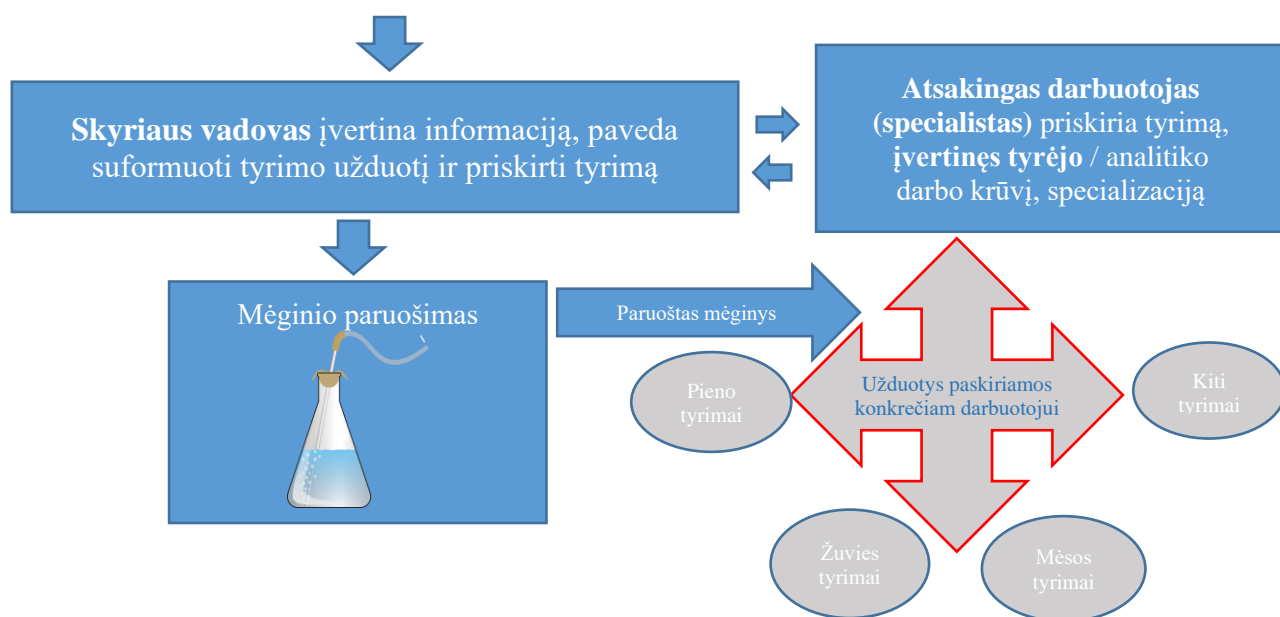 Skyriaus vadovas įvertina informaciją, paveda
suformuoti tyrimo užduotį ir priskirti tyrimą
Atsakingas darbuotojas
(specialistas) priskiria tyrimą,
įvertinęs tyrėjo / analitiko
darbo krūvį, specializaciją
Mėginio paruošimas
Paruoštas mėginys
Pieno
tyrimai
Užduotys paskiriamos
konkrečiam darbuotojui
Kiti
tyrimai
Žuvies
tyrimai
Mėsos
tyrimai